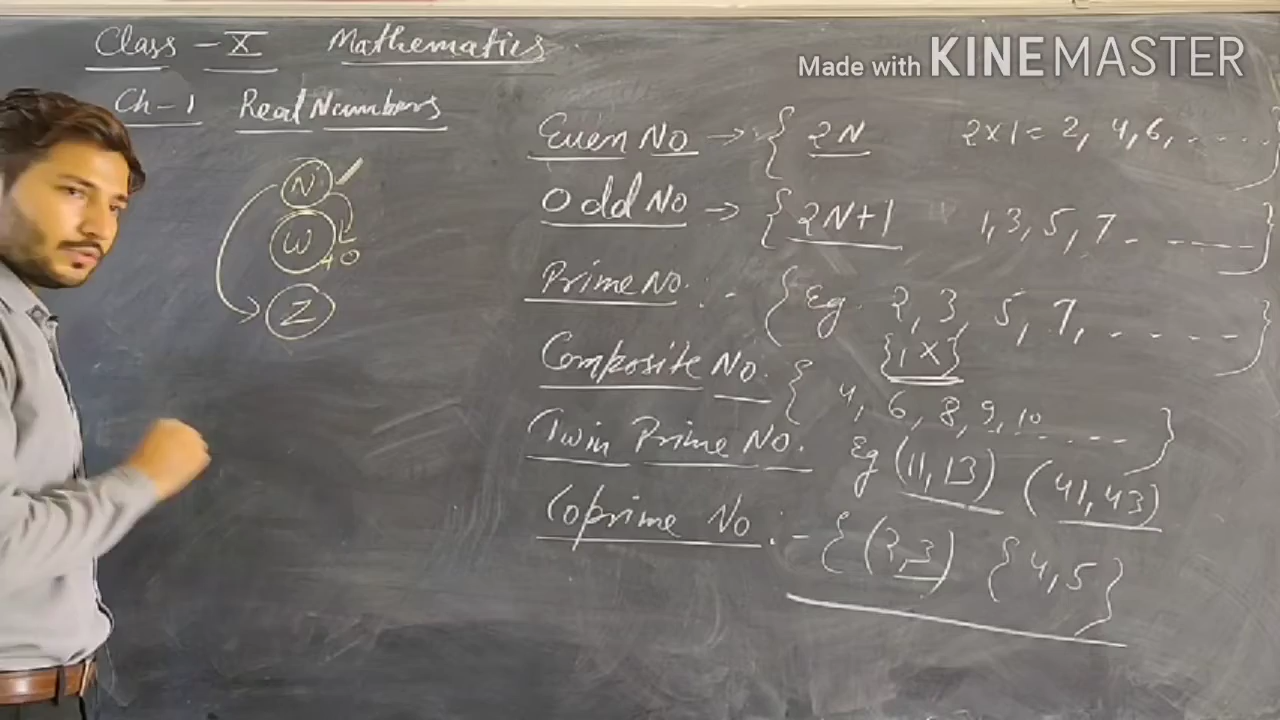 Class - X Mathematics
Made with KINEMASTER
Ch-1 Real Numbers
Even No → { 2N 2×1 = 2, 4, 6, ..... }
Odd No → { 2N+1 1, 3, 5, 7 - - - - - }
Prime No. :- { Eg. 2, 3, 5, 7, - - - - - }
{1 ×}
Composite No. { 4, 6, 8, 9, 10 ..... }
Twin Prime No. Eg (11, 13) (41, 43)
Coprime No :- { (2, 3) { 4, 5 }
N ✓
W
+0
Z